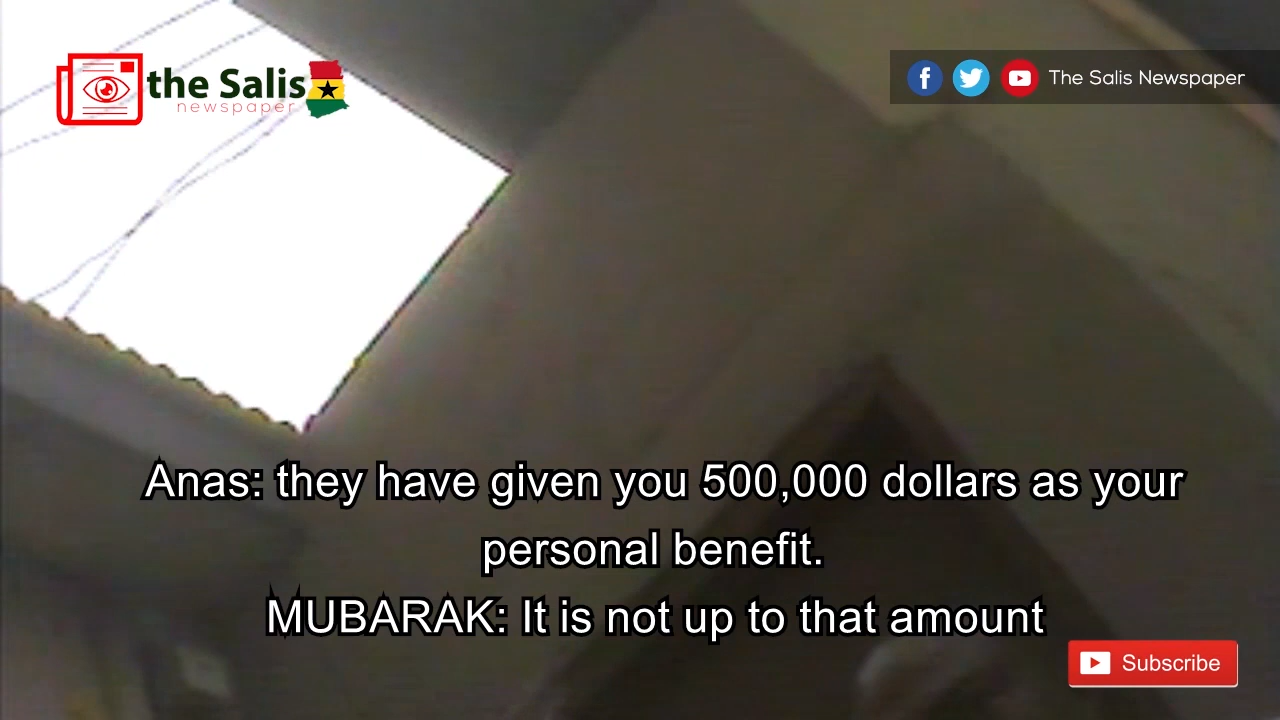 the Salis
newspaper
The Salis Newspaper
Anas: they have given you 500,000 dollars as your
personal benefit.
MUBARAK: It is not up to that amount
Subscribe